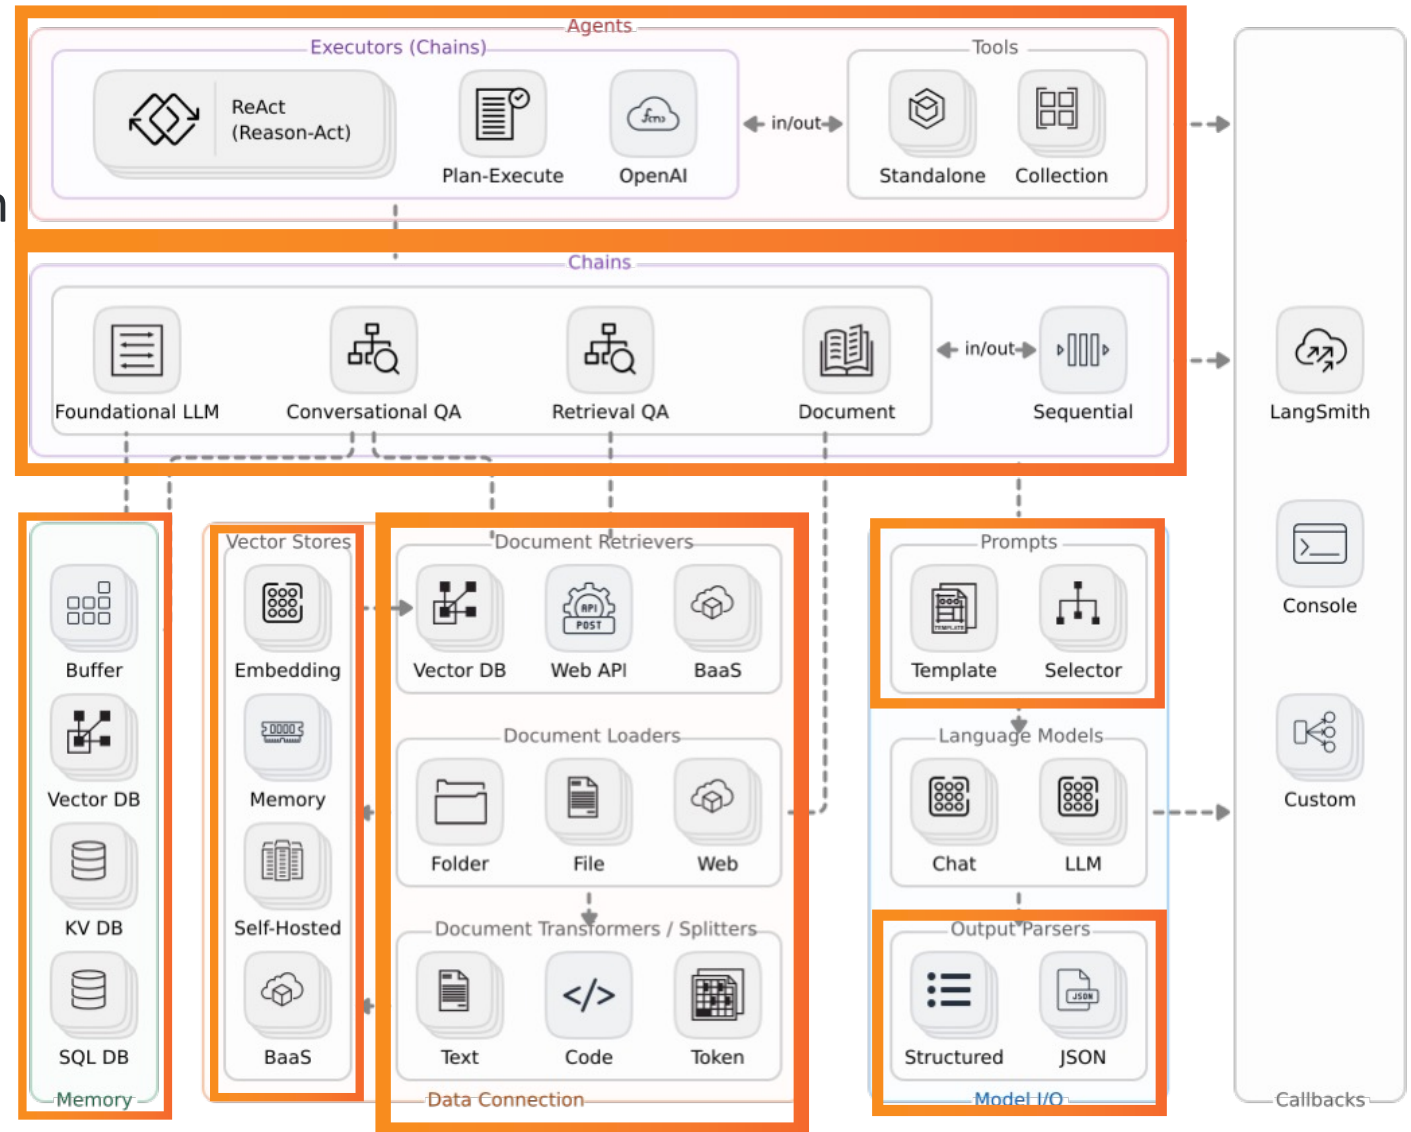 Agents
Executors (Chains)
Tools
ReAct
(Reason-Act)
Plan-Execute
fcn›
OpenAI
in/out
Standalone
Collection
n
Chains
Foundational LLM
Conversational QA
Retrieval QA
Document
in/out
Sequential
LangSmith
Console
Custom
Callbacks
Buffer
Vector DB
KV DB
SQL DB
Memory
Vector Stores
Embedding
Memory
Self-Hosted
BaaS
Document Retrievers
Vector DB
API
POST
Web API
BaaS
Document Loaders
Folder
File
Web
Document Transformers / Splitters
Text
</>
Code
Token
Data Connection
Prompts
TEMPLATE
Template
Selector
Language Models
Chat
LLM
Output Parsers
Structured
JSON
JSON
Model I/O